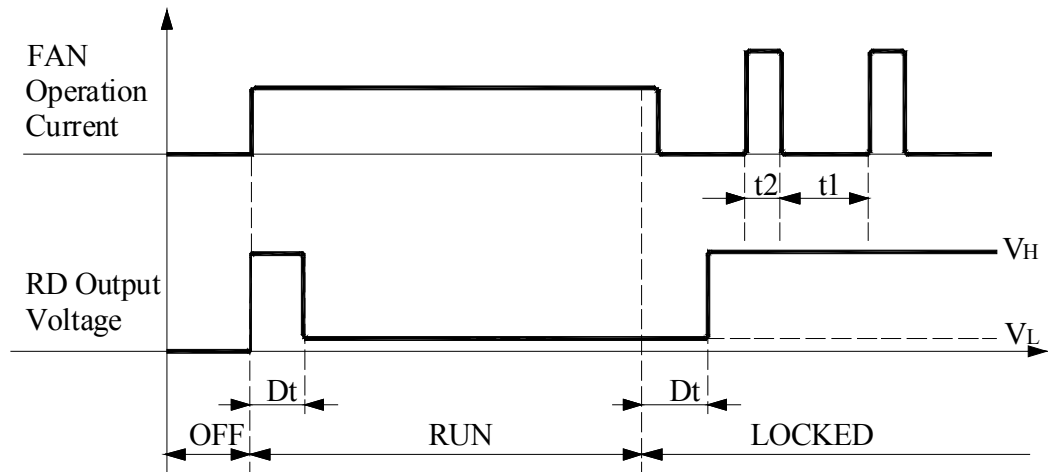 FAN
Operation
Current
t2
t1
VH
RD Output
Voltage
VL
Dt
Dt
OFF
RUN
LOCKED